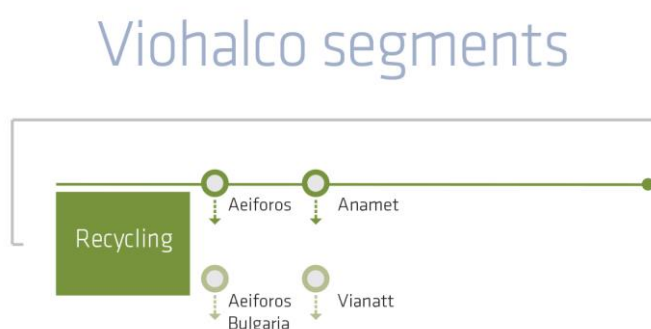 Viohalco segments
Recycling
Aeiforos
Anamet
Aeiforos
Bulgaria
Vianatt